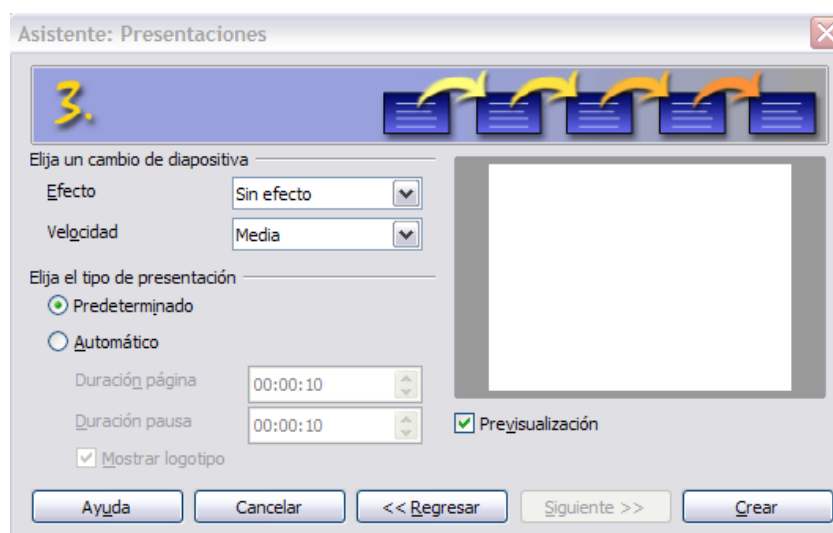 Asistente: Presentaciones
3.
Elija un cambio de diapositiva
Efecto Sin efecto
Velocidad Media
Elija el tipo de presentación
Predeterminado
Automático
Duración página 00:00:10
Duración pausa 00:00:10
Previsualización
Mostrar logotipo
Ayuda Cancelar << Regresar Siguiente >> Crear